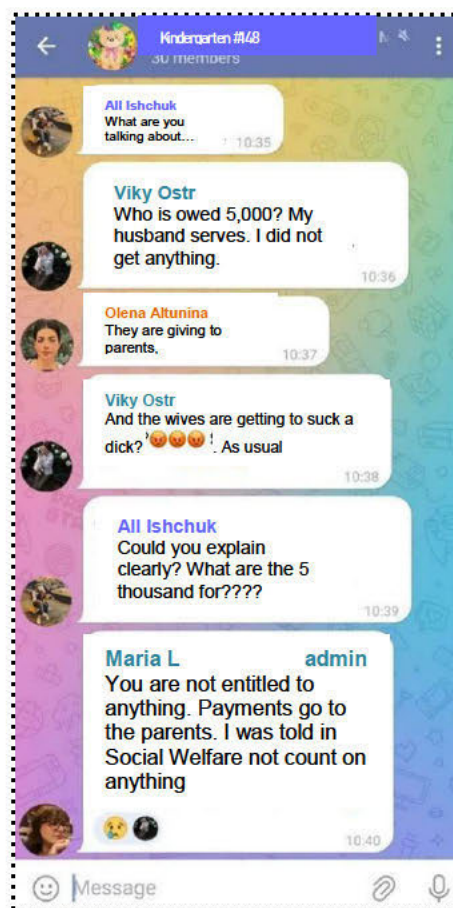 Kindergarten #148
30 members
All Ishchuk
What are you
talking about...
10:35
Viky Ostr
Who is owed 5,000? My
husband serves. I did not
get anything.
10:36
Olena Altunina
They are giving to
parents.
10:37
Viky Ostr
And the wives are getting to suck a
dick? 😡😡😡 . As usual
10:38
All Ishchuk
Could you explain
clearly? What are the 5
thousand for????
10:39
Maria L admin
You are not entitled to
anything. Payments go to
the parents. I was told in
Social Welfare not count on
anything
10:40
Message